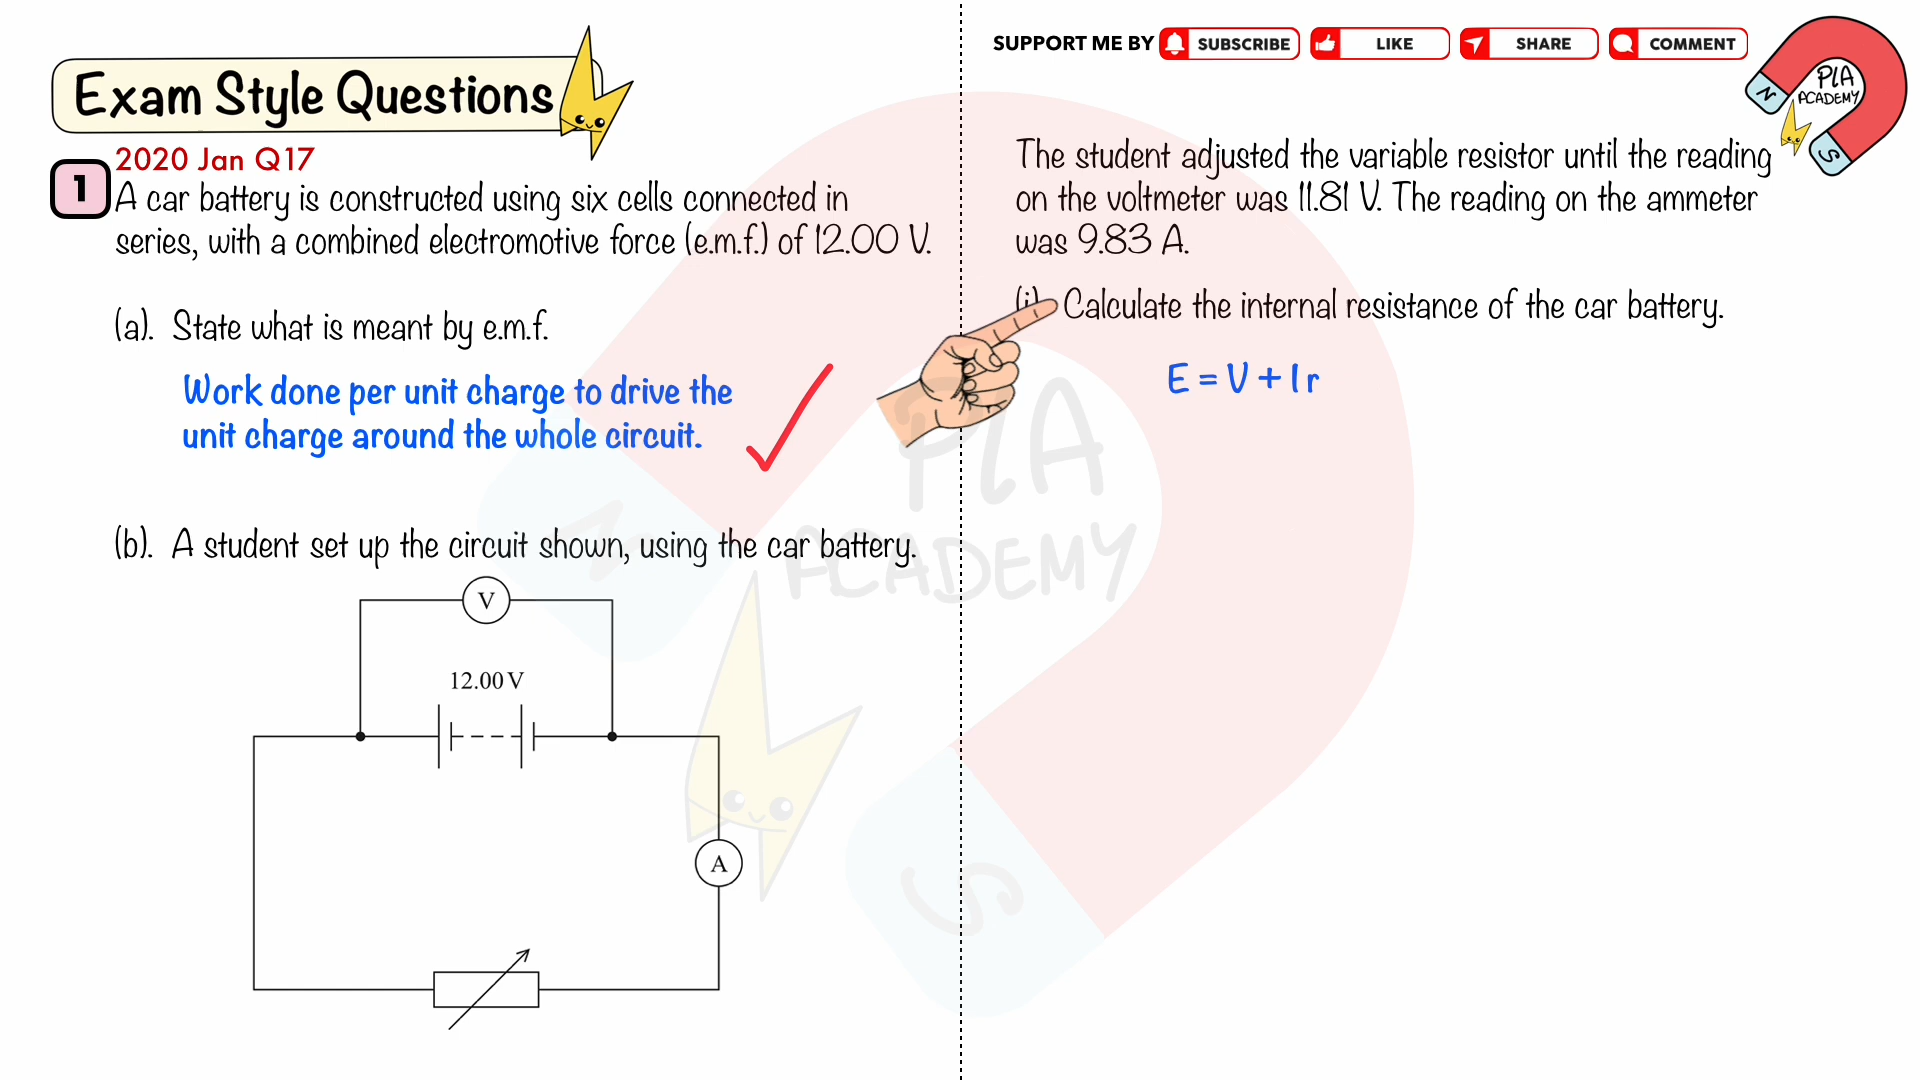 Exam Style Questions
SUPPORT ME BY SUBSCRIBE LIKE SHARE COMMENT
PLA
ACADEMY
N
S
1
2020 Jan Q17
A car battery is constructed using six cells connected in
series, with a combined electromotive force (e.m.f.) of 12.00 V.
(a). State what is meant by e.m.f.
Work done per unit charge to drive the
unit charge around the whole circuit.
(b). A student set up the circuit shown, using the car battery.
V
12.00 V
A
The student adjusted the variable resistor until the reading
on the voltmeter was 11.81 V. The reading on the ammeter
was 9.83 A.
(i). Calculate the internal resistance of the car battery.
E = V + I r
PLA
ACADEMY
N
S